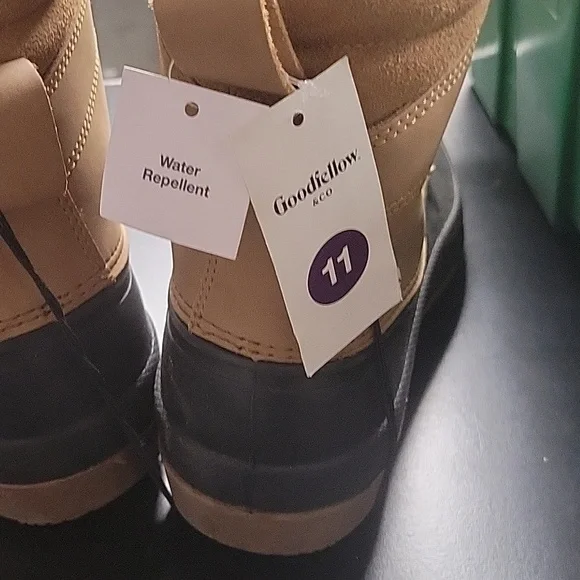 Water
Repellent
Goodfellow
& CO
11